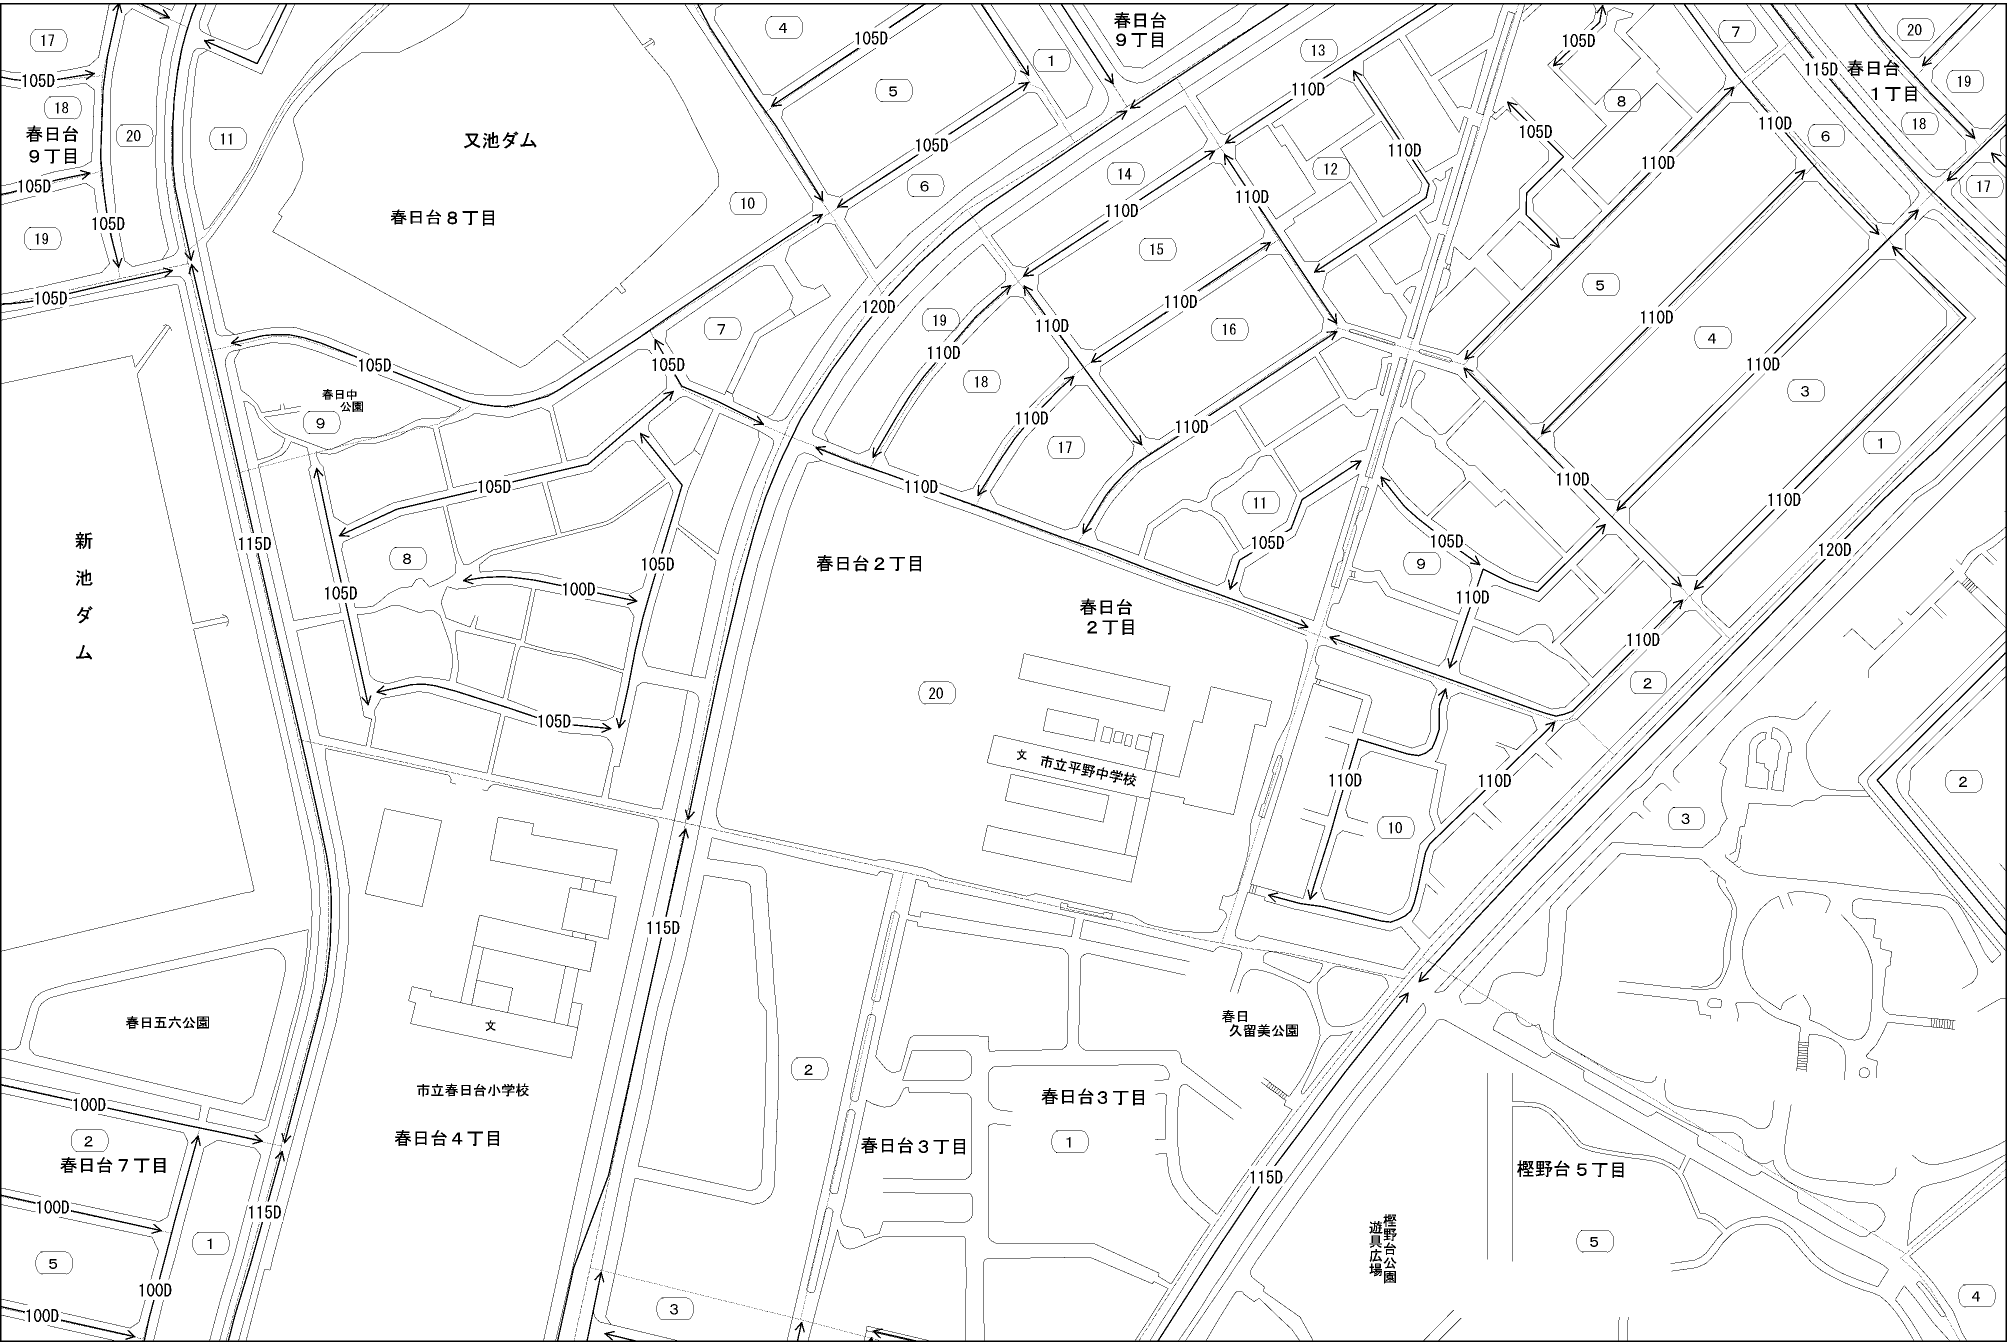 4
105D
春日台
9丁目
13
7
20
17
105D
1
105D
115D
春日台
1丁目
19
105D
5
110D
8
18
20
11
又池ダム
春日台
9丁目
105D
12
110D
105D
110D
110D
6
18
105D
10
春日台8丁目
105D
6
14
110D
110D
17
19
105D
15
5
105D
120D
110D
110D
4
7
19
110D
16
110D
105D
105D
110D
18
110D
3
春日中
公園
9
110D
17
110D
1
105D
110D
11
110D
110D
新池ダム
115D
8
105D
105D
100D
105D
春日台2丁目
105D
105D
9
120D
110D
春日台
2丁目
110D
20
2
105D
文 市立平野中学校
110D
110D
2
10
3
115D
春日五六公園
文
春日
久留美公園
市立春日台小学校
2
春日台3丁目
1
100D
2
春日台7丁目
春日台4丁目
春日台3丁目
115D
樫野台5丁目
100D
115D
1
樫野台公園
遊具広場
5
5
100D
100D
3
4